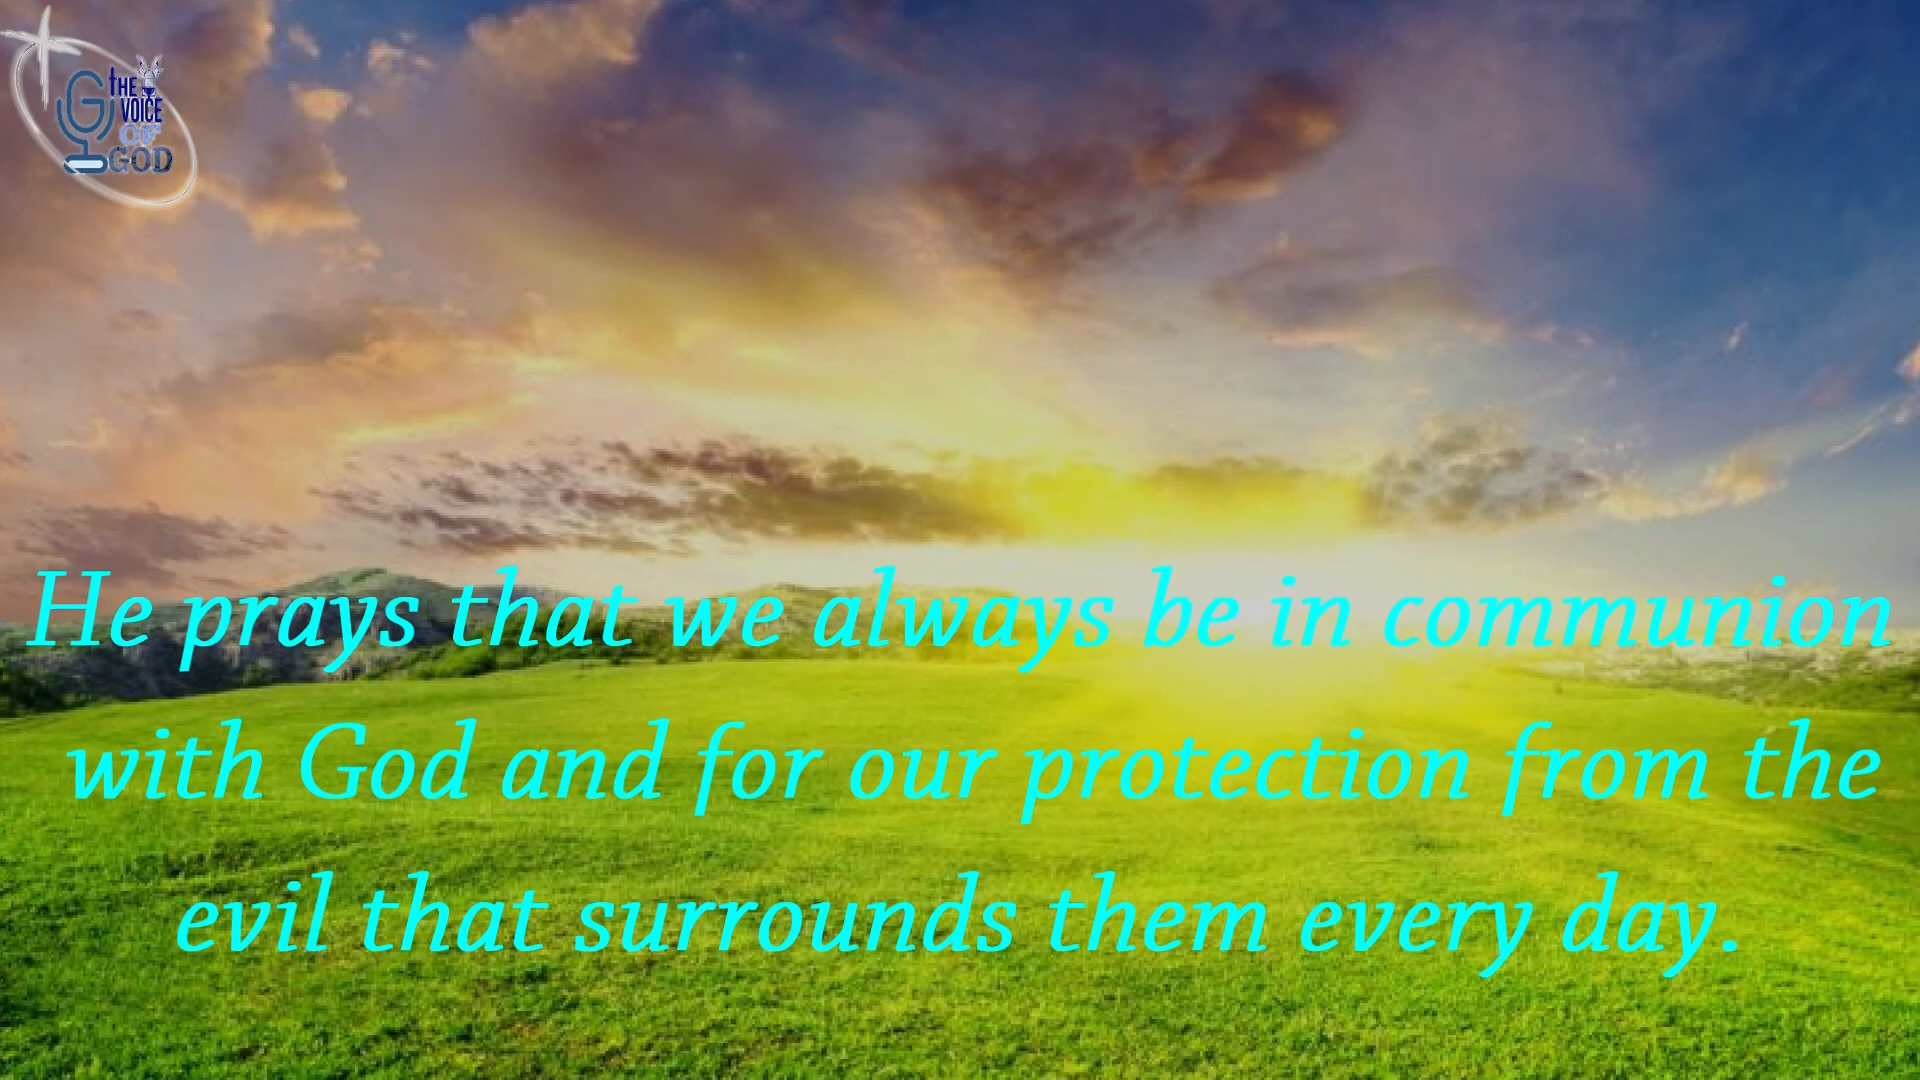 THE
VOICE
OF
GOD
He prays that we always be in communion
with God and for our protection from the
evil that surrounds them every day.